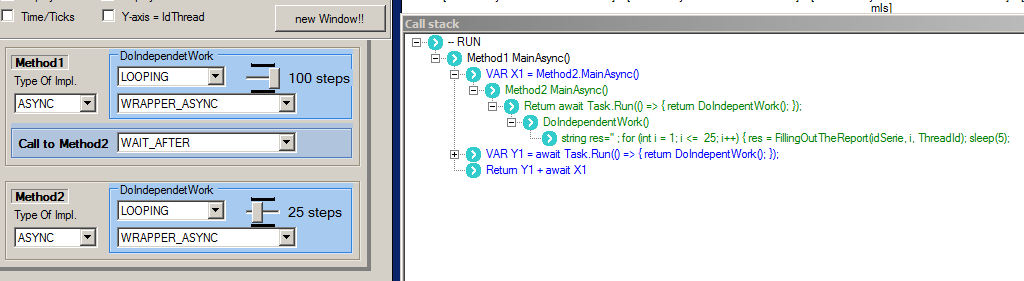 Time/Ticks
Y-axis = IdThread
new Window!!
Method1
Type Of Impl.
ASYNC
DoIndependetWork
LOOPING
100 steps
WRAPPER_ASYNC
Call to Method2
WAIT_AFTER
Method2
Type Of Impl.
ASYNC
DoIndependetWork
LOOPING
25 steps
WRAPPER_ASYNC
mls]
Call stack
-- RUN
Method1 MainAsync()
VAR X1 = Method2.MainAsync()
Method2 MainAsync()
Return await Task.Run(() => { return DoIndepentWork(); });
DoIndependentWork()
string res='' ; for (int i = 1; i <= 25; i++) { res = FillingOutTheReport(idSerie, i, ThreadId); sleep(5);
VAR Y1 = await Task.Run(() => { return DoIndepentWork(); });
Return Y1 + await X1